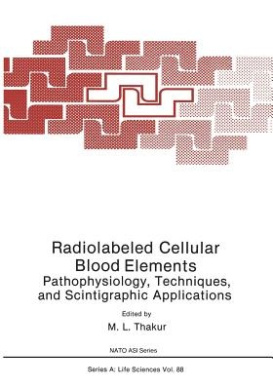 Radiolabeled Cellular
Blood Elements
Pathophysiology, Techniques,
and Scintigraphic Applications
Edited by
M. L. Thakur
NATO ASI Series
Series A: Life Sciences Vol. 88